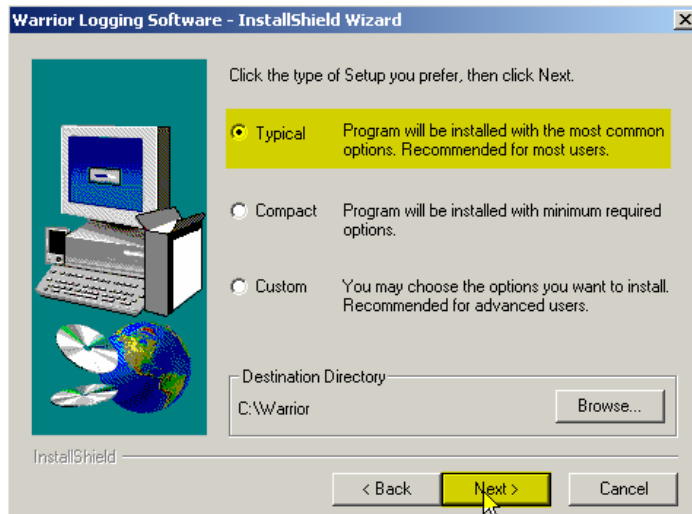 Warrior Logging Software - InstallShield Wizard
Click the type of Setup you prefer, then click Next.
Typical Program will be installed with the most common
options. Recommended for most users.
Compact Program will be installed with minimum required
options.
Custom You may choose the options you want to install.
Recommended for advanced users.
Destination Directory
C:\Warrior Browse...
InstallShield
< Back Next > Cancel